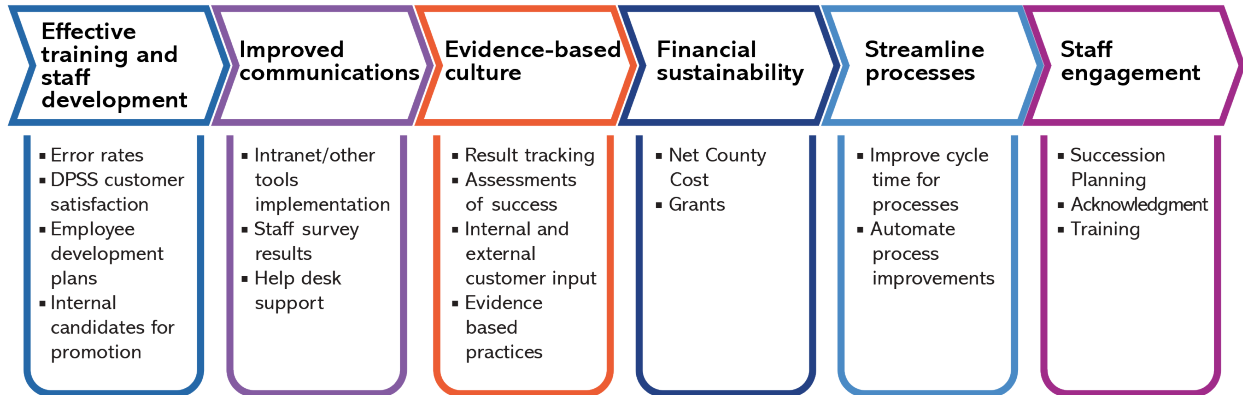 Effective
training and
staff
development
Improved
communications
Evidence-based
culture
Financial
sustainability
Streamline
processes
Staff
engagement
▪ Error rates
▪ DPSS customer
satisfaction
▪ Employee
development
plans
▪ Internal
candidates for
promotion
▪ Intranet/other
tools
implementation
▪ Staff survey
results
▪ Help desk
support
▪ Result tracking
▪ Assessments
of success
▪ Internal and
external
customer input
▪ Evidence
based
practices
▪ Net County
Cost
▪ Grants
▪ Improve cycle
time for
processes
▪ Automate
process
improvements
▪ Succession
Planning
▪ Acknowledgment
▪ Training